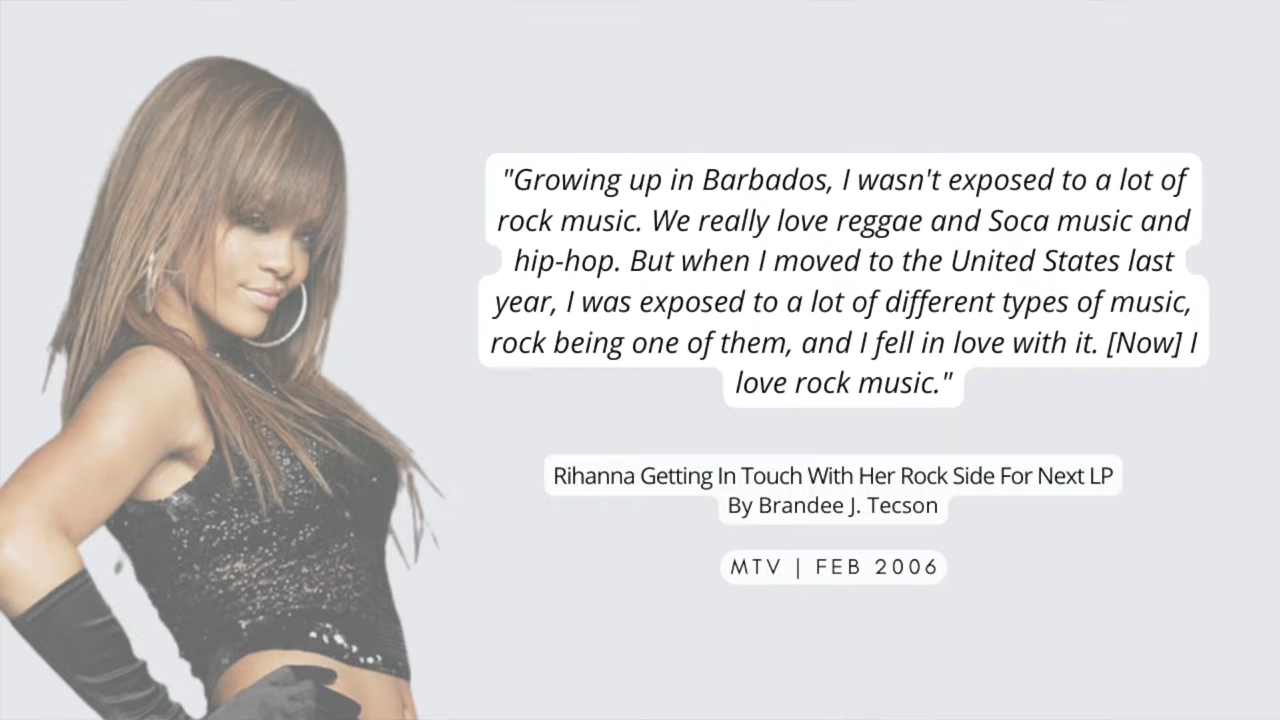 "Growing up in Barbados, I wasn't exposed to a lot of
rock music. We really love reggae and Soca music and
hip-hop. But when I moved to the United States last
year, I was exposed to a lot of different types of music,
rock being one of them, and I fell in love with it. [Now] I
love rock music."
Rihanna Getting In Touch With Her Rock Side For Next LP
By Brandee J. Tecson
MTV | FEB 2006